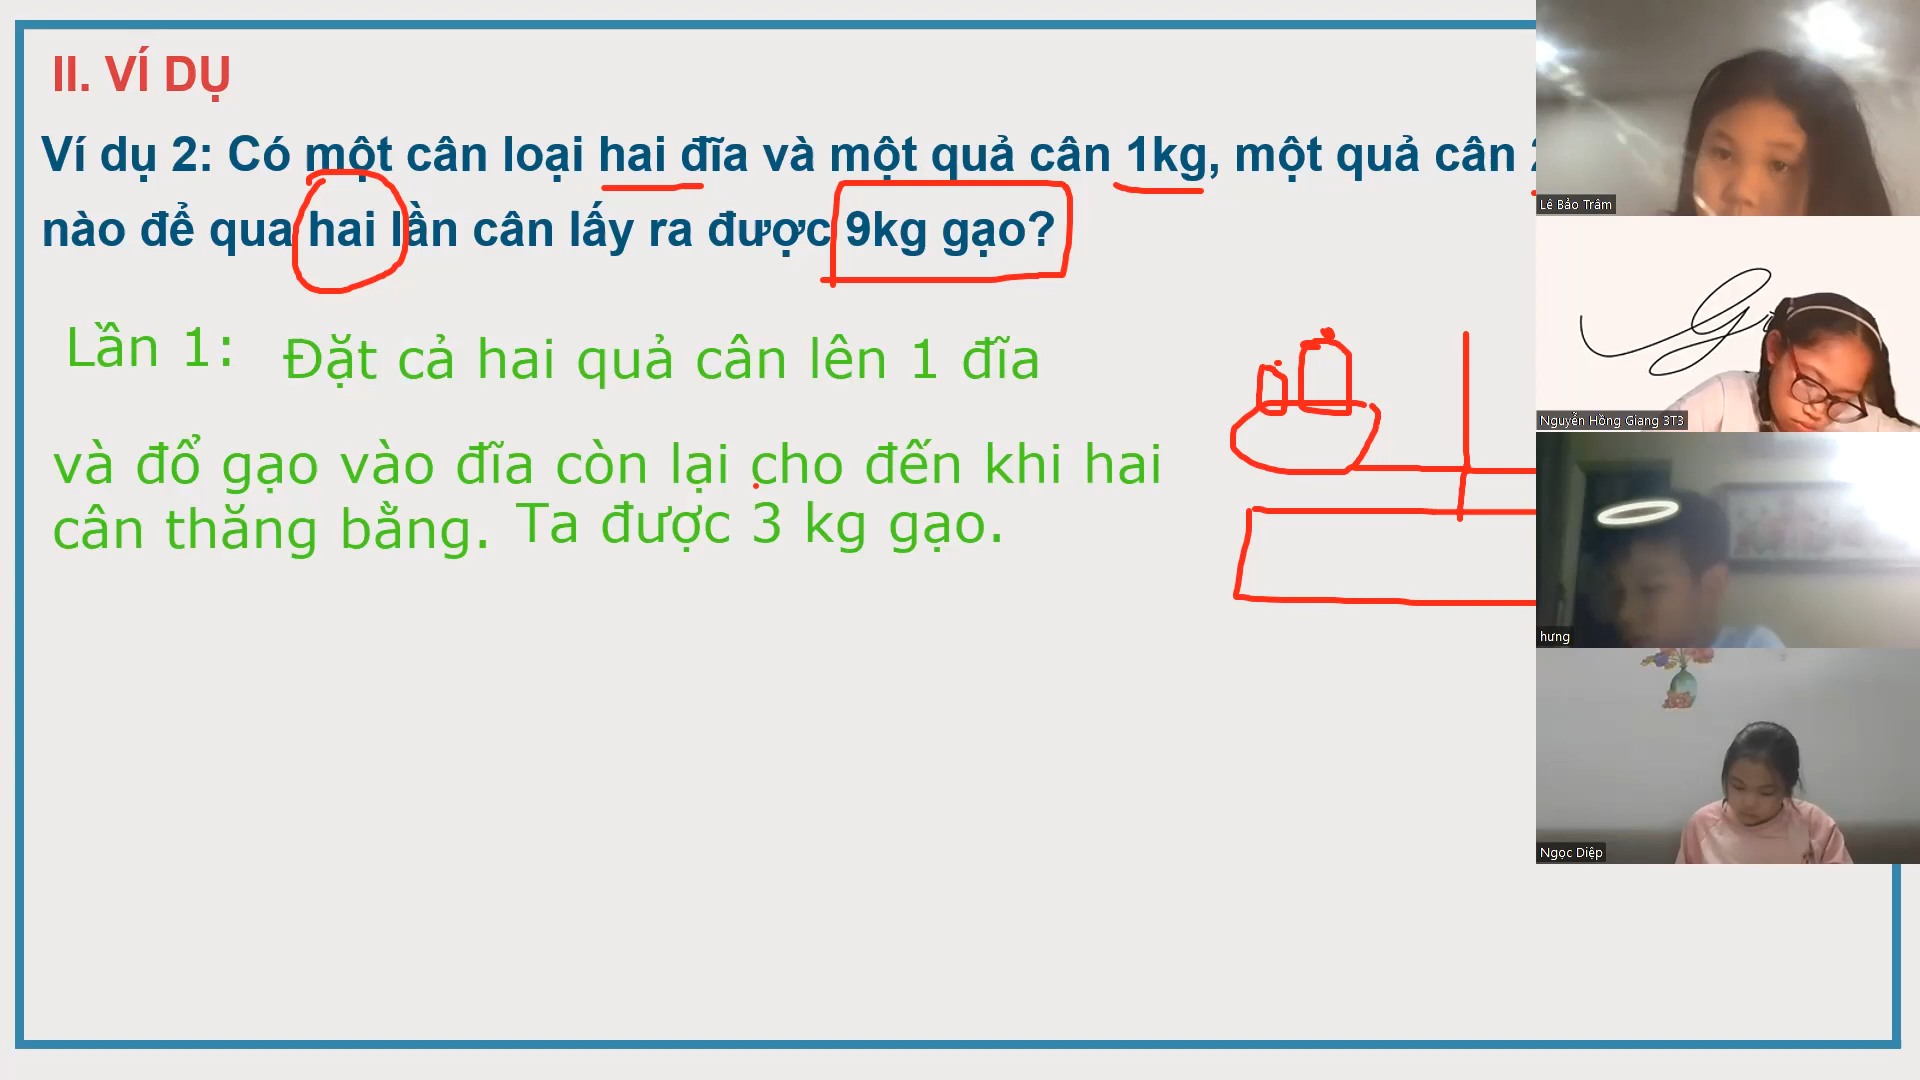 II. VÍ DỤ
Ví dụ 2: Có một cân loại hai đĩa và một quả cân 1kg, một quả cân
nào để qua hai lần cân lấy ra được 9kg gạo?
Lần 1: Đặt cả hai quả cân lên 1 đĩa
và đổ gạo vào đĩa còn lại cho đến khi hai
cân thăng bằng. Ta được 3 kg gạo.
Lê Bảo Trâm
Nguyễn Hồng Giang 3T3
hưng
Ngọc Diệp